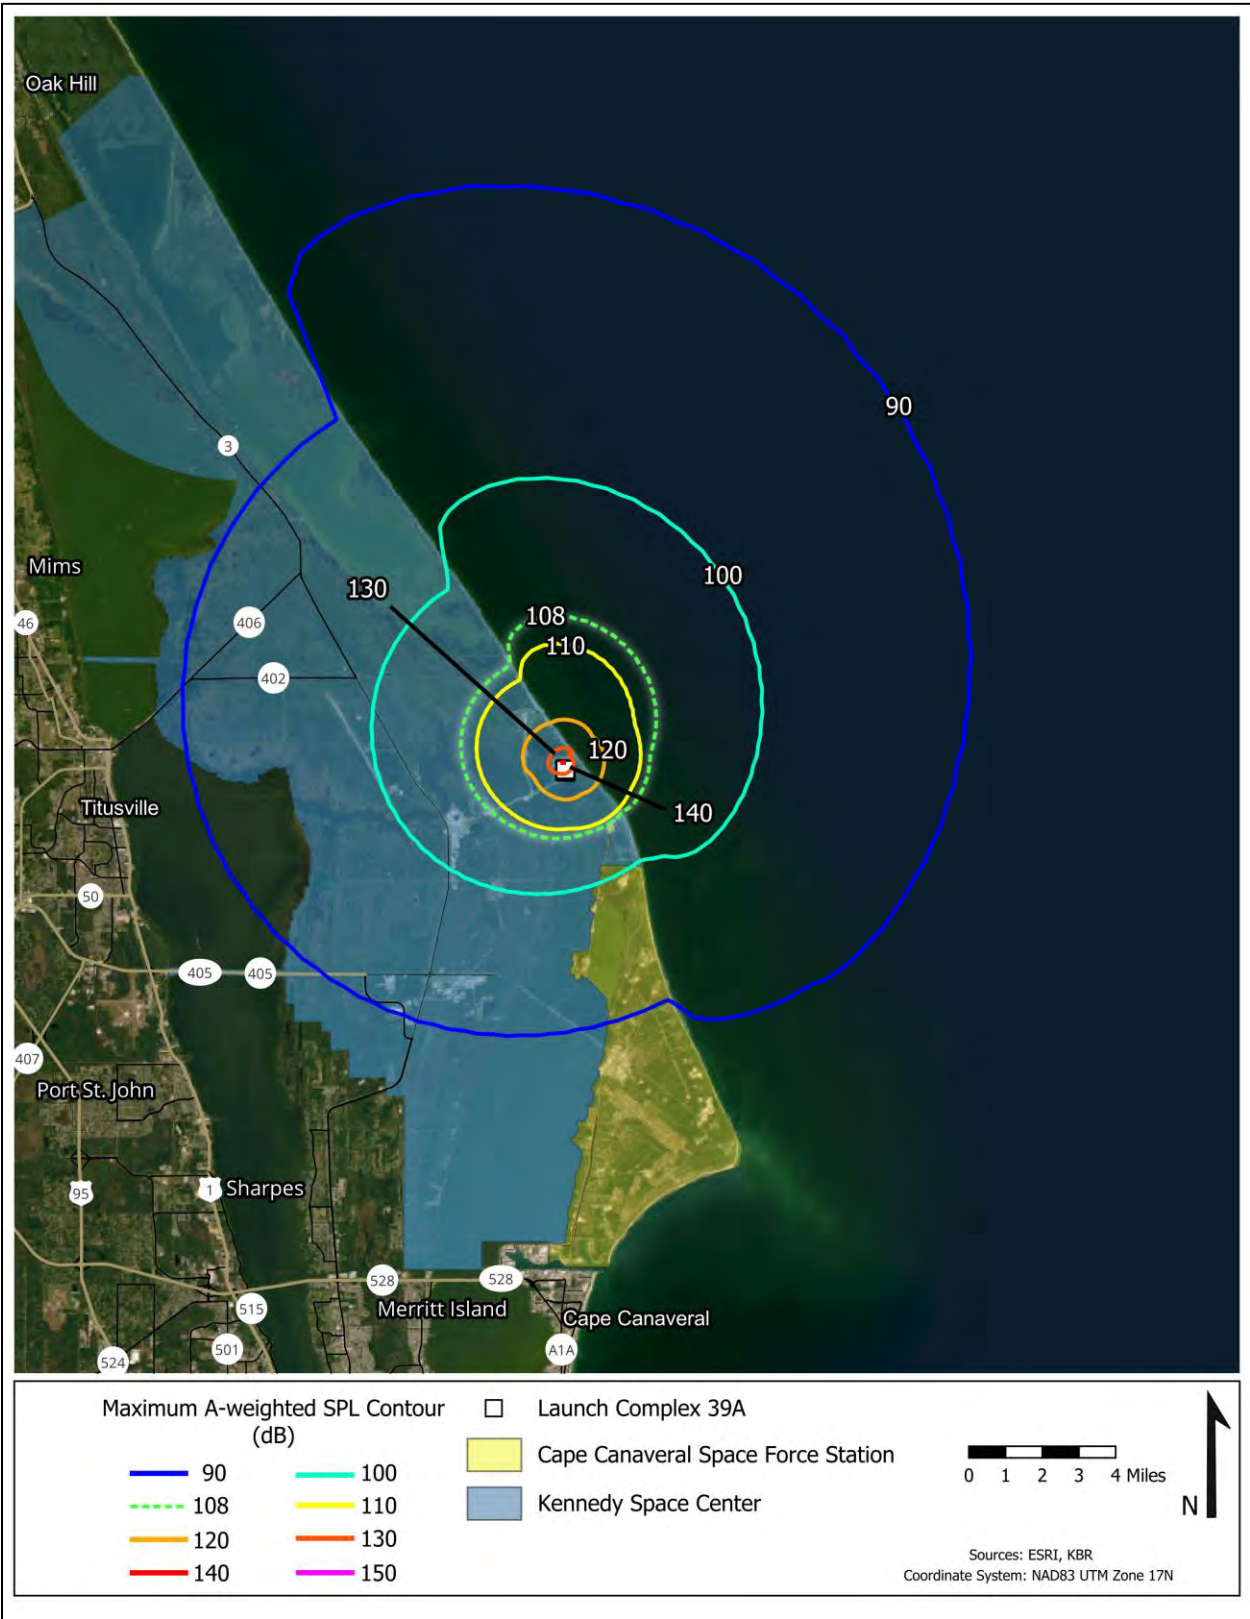 Oak Hill
90
3
Mims
100
130
108
46
406
110
402
120
Titusville
140
50
405
405
407
Port St. John
95
1
Sharpes
528
528
515
Merritt Island
Cape Canaveral
501
A1A
524
Maximum A-weighted SPL Contour
(dB)
90
100
108
110
120
130
140
150
Launch Complex 39A
Cape Canaveral Space Force Station
Kennedy Space Center
0 1 2 3 4 Miles
N
Sources: ESRI, KBR
Coordinate System: NAD83 UTM Zone 17N